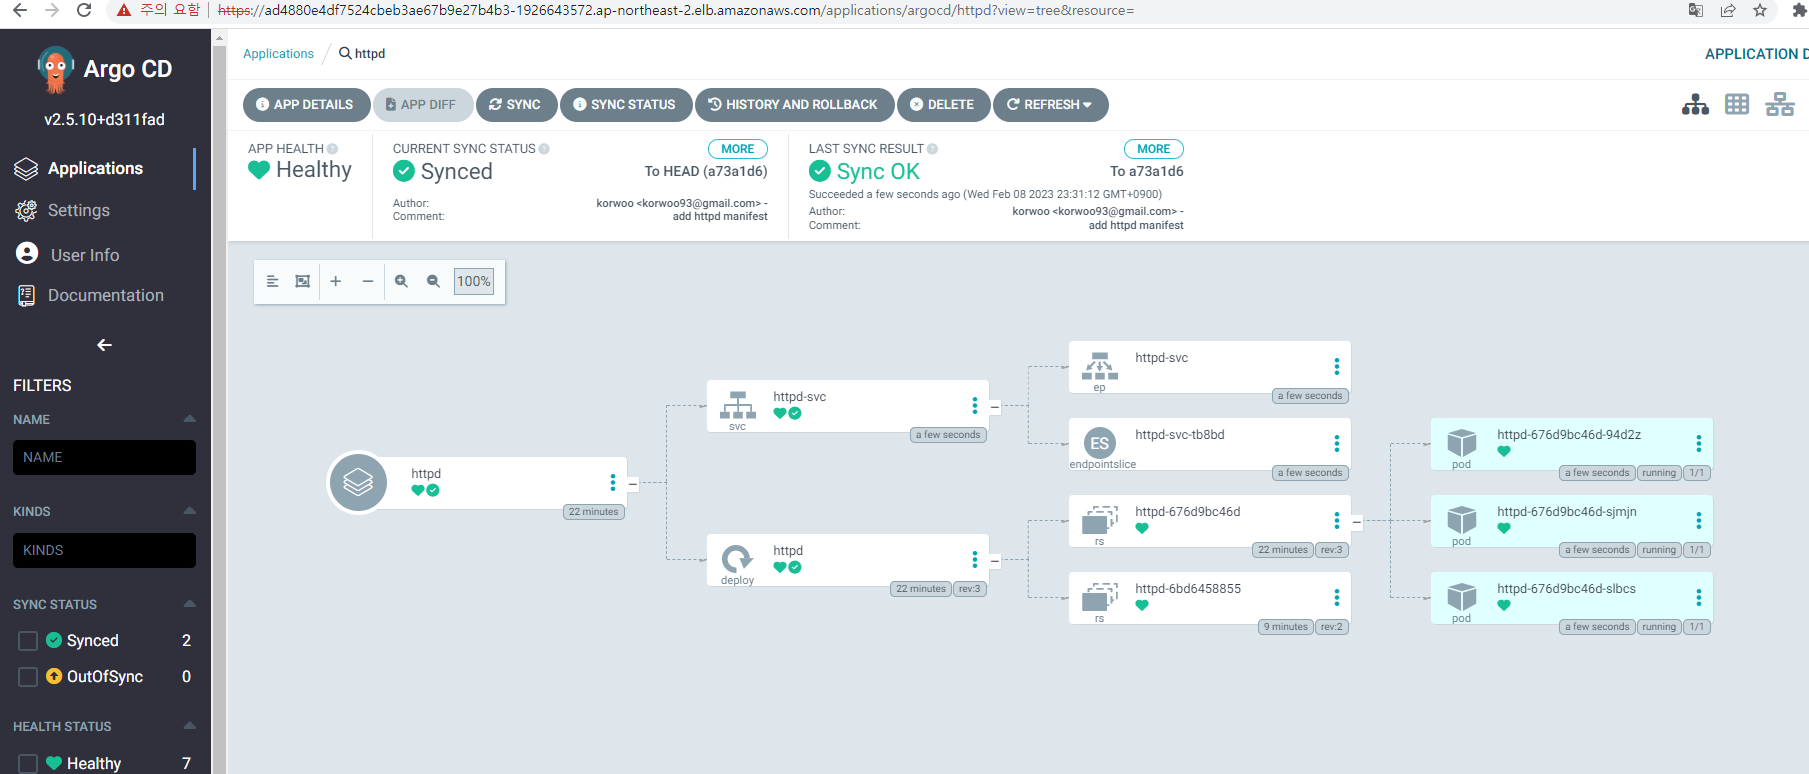 주의 요함 https://ad4880e4df7524cbeb3ae67b9e27b4b3-1926643572.ap-northeast-2.elb.amazonaws.com/applications/argocd/httpd?view=tree&resource=
Argo CD
v2.5.10+d311fad
Applications
Settings
User Info
Documentation
FILTERS
NAME
NAME
KINDS
KINDS
SYNC STATUS
Synced 2
OutOfSync 0
HEALTH STATUS
Healthy 7
Applications / httpd
APPLICATION D
APP DETAILS APP DIFF SYNC SYNC STATUS HISTORY AND ROLLBACK DELETE REFRESH
APP HEALTH
Healthy
CURRENT SYNC STATUS MORE
Synced To HEAD (a73a1d6)
Author: korwoo <korwoo93@gmail.com> -
Comment: add httpd manifest
LAST SYNC RESULT MORE
Sync OK To a73a1d6
Succeeded a few seconds ago (Wed Feb 08 2023 23:31:12 GMT+0900)
Author: korwoo <korwoo93@gmail.com> -
Comment: add httpd manifest
100%
httpd
22 minutes
httpd-svc
svc
a few seconds
httpd
deploy
22 minutes rev:3
httpd-svc
ep
a few seconds
ES
httpd-svc-tb8bd
endpointslice
a few seconds
httpd-676d9bc46d
rs
22 minutes rev:3
httpd-6bd6458855
rs
9 minutes rev:2
httpd-676d9bc46d-94d2z
pod
a few seconds running 1/1
httpd-676d9bc46d-sjmjn
pod
a few seconds running 1/1
httpd-676d9bc46d-slbcs
pod
a few seconds running 1/1